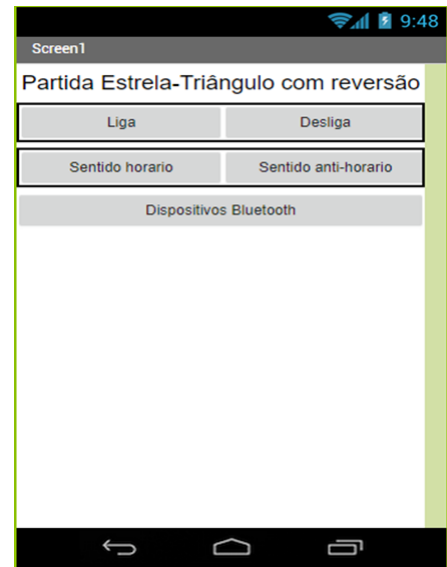 9:48
Screen1
Partida Estrela-Triângulo com reversão
Liga Desliga
Sentido horario Sentido anti-horario
Dispositivos Bluetooth